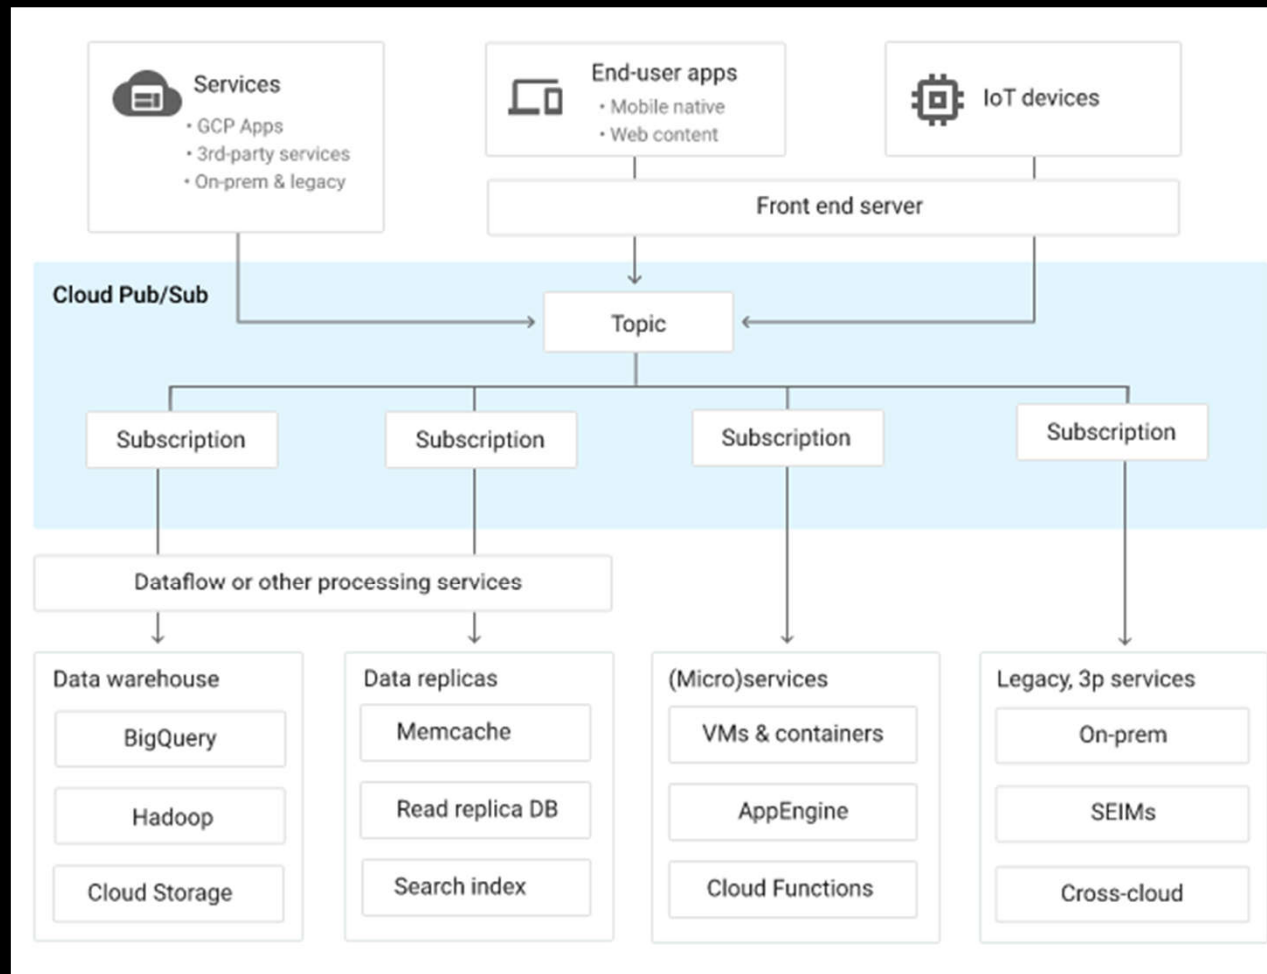 Services
• GCP Apps
• 3rd-party services
• On-prem & legacy
End-user apps
• Mobile native
• Web content
IoT devices
Front end server
Cloud Pub/Sub
Topic
Subscription
Subscription
Subscription
Subscription
Dataflow or other processing services
Data warehouse
BigQuery
Hadoop
Cloud Storage
Data replicas
Memcache
Read replica DB
Search index
(Micro)services
VMs & containers
AppEngine
Cloud Functions
Legacy, 3p services
On-prem
SEIMs
Cross-cloud